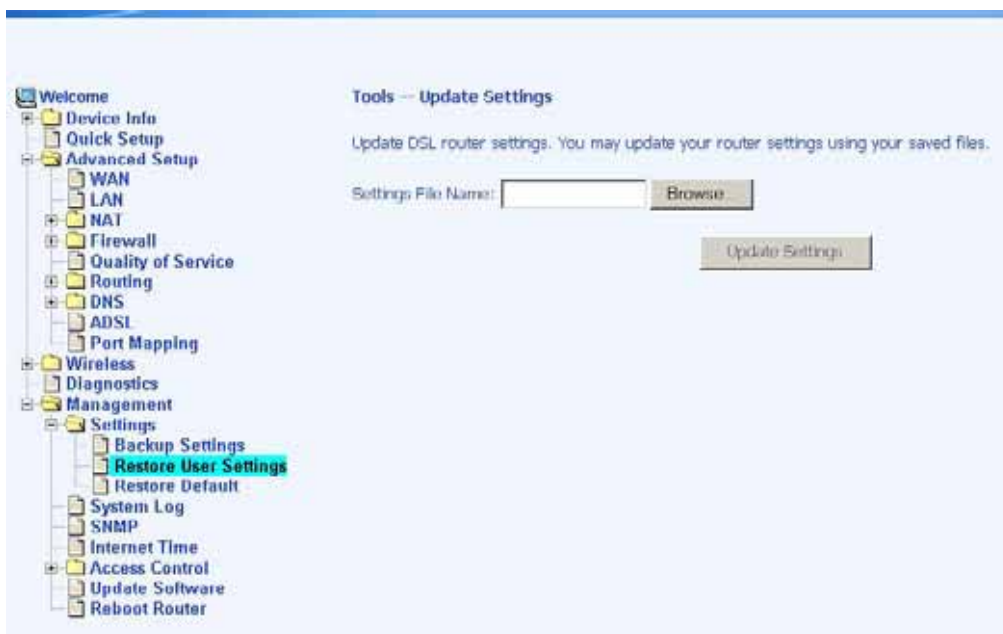 Welcome
Device Info
Quick Setup
Advanced Setup
WAN
LAN
NAT
Firewall
Quality of Service
Routing
DNS
ADSL
Port Mapping
Wireless
Diagnostics
Management
Settings
Backup Settings
Restore User Settings
Restore Default
System Log
SNMP
Internet Time
Access Control
Update Software
Reboot Router
Tools -- Update Settings
Update DSL router settings. You may update your router settings using your saved files.
Settings File Name: Browse...
Update Settings